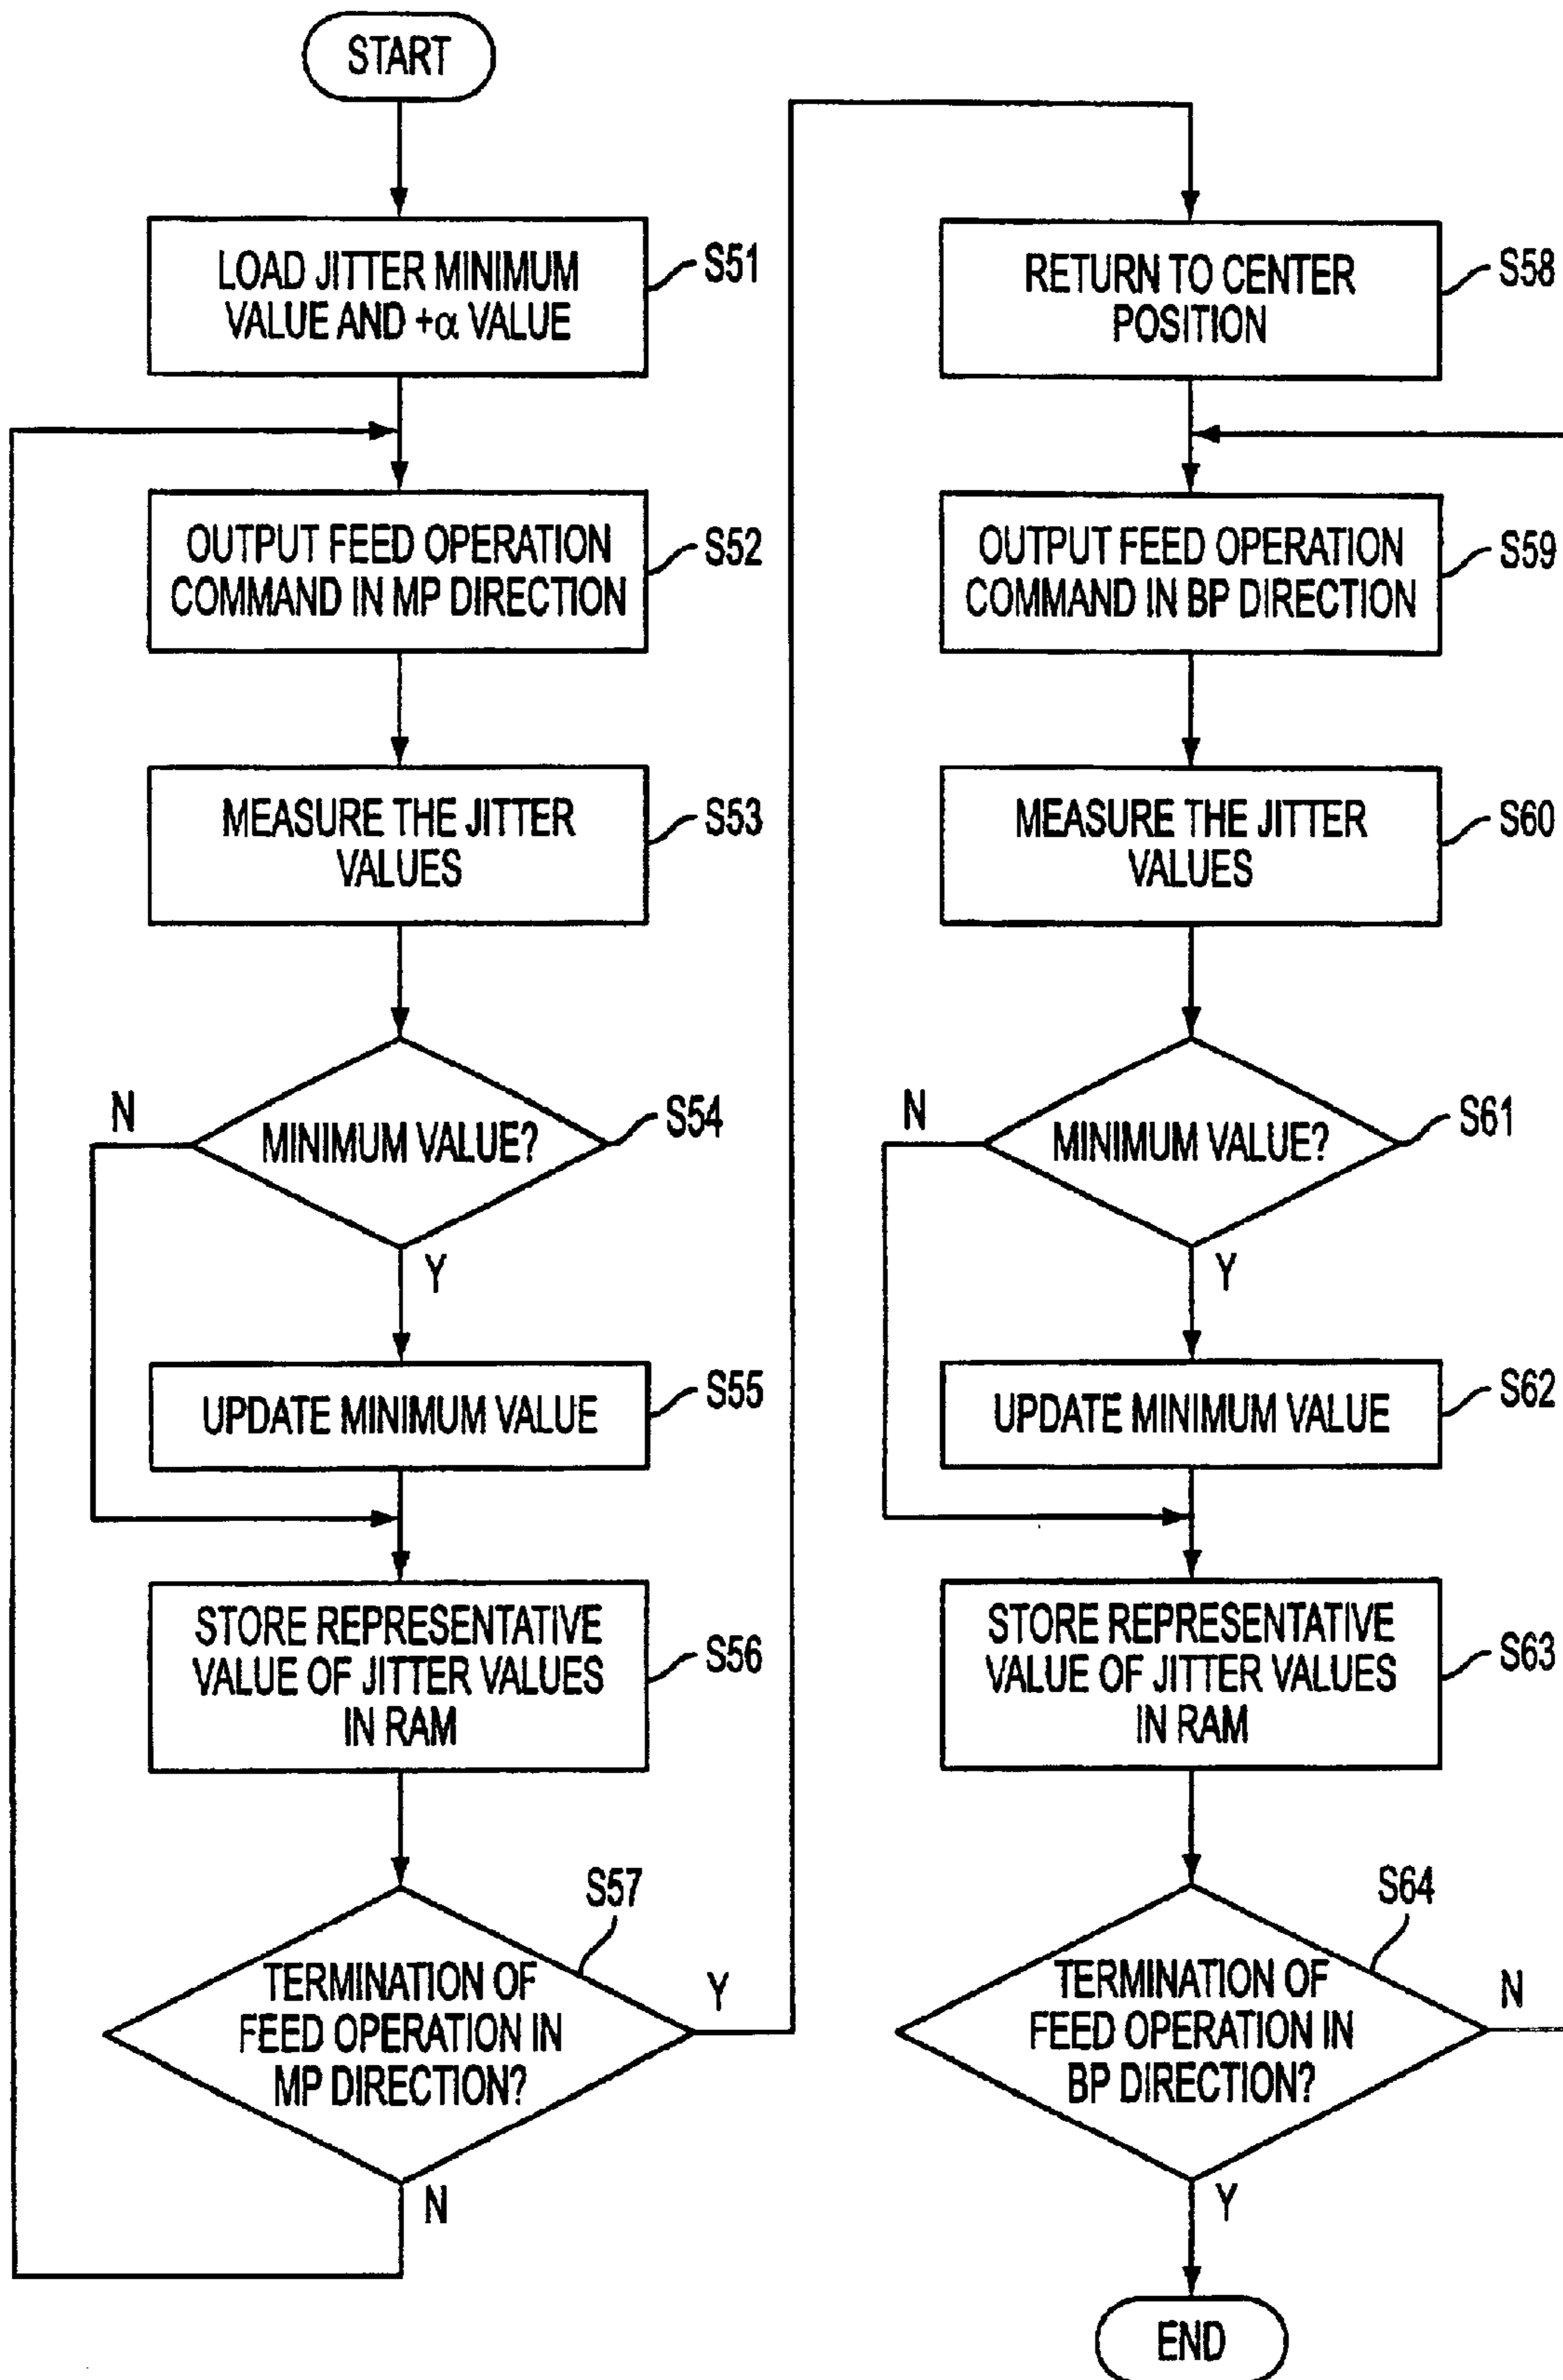 START
LOAD JITTER MINIMUM
VALUE AND +α VALUE
S51
OUTPUT FEED OPERATION
COMMAND IN MP DIRECTION
S52
MEASURE THE JITTER
VALUES
S53
MINIMUM VALUE?
S54
N
Y
UPDATE MINIMUM VALUE
S55
STORE REPRESENTATIVE
VALUE OF JITTER VALUES
IN RAM
S56
S57
TERMINATION OF
FEED OPERATION IN
MP DIRECTION?
Y
N
RETURN TO CENTER
POSITION
S58
OUTPUT FEED OPERATION
COMMAND IN BP DIRECTION
S59
MEASURE THE JITTER
VALUES
S60
MINIMUM VALUE?
S61
N
Y
UPDATE MINIMUM VALUE
S62
STORE REPRESENTATIVE
VALUE OF JITTER VALUES
IN RAM
S63
S64
TERMINATION OF
FEED OPERATION IN
BP DIRECTION?
N
Y
END